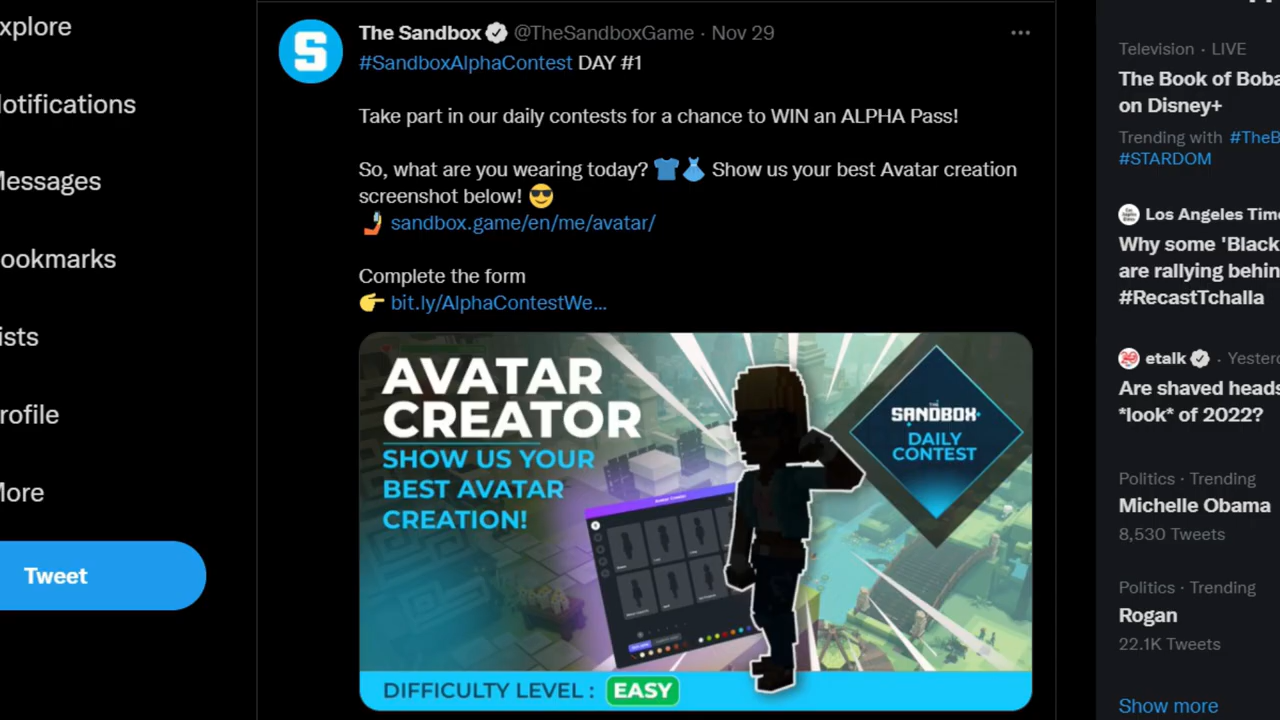 xplore
otifications
essages
ookmarks
ists
rofile
ore
Tweet
The Sandbox @TheSandboxGame · Nov 29
#SandboxAlphaContest DAY #1
Take part in our daily contests for a chance to WIN an ALPHA Pass!
So, what are you wearing today? 👕👗 Show us your best Avatar creation
screenshot below! 😎
🤳 sandbox.game/en/me/avatar/
Complete the form
👉 bit.ly/AlphaContestWe...
AVATAR
CREATOR
SHOW US YOUR
BEST AVATAR
CREATION!
Avatar Creator
THE
SANDBOX
DAILY
CONTEST
DIFFICULTY LEVEL : EASY
Television · LIVE
The Book of Boba
on Disney+
Trending with #TheB
#STARDOM
Los Angeles Time
Why some 'Black
are rallying behin
#RecastTchalla
etalk · Yester
Are shaved heads
*look* of 2022?
Politics · Trending
Michelle Obama
8,530 Tweets
Politics · Trending
Rogan
22.1K Tweets
Show more